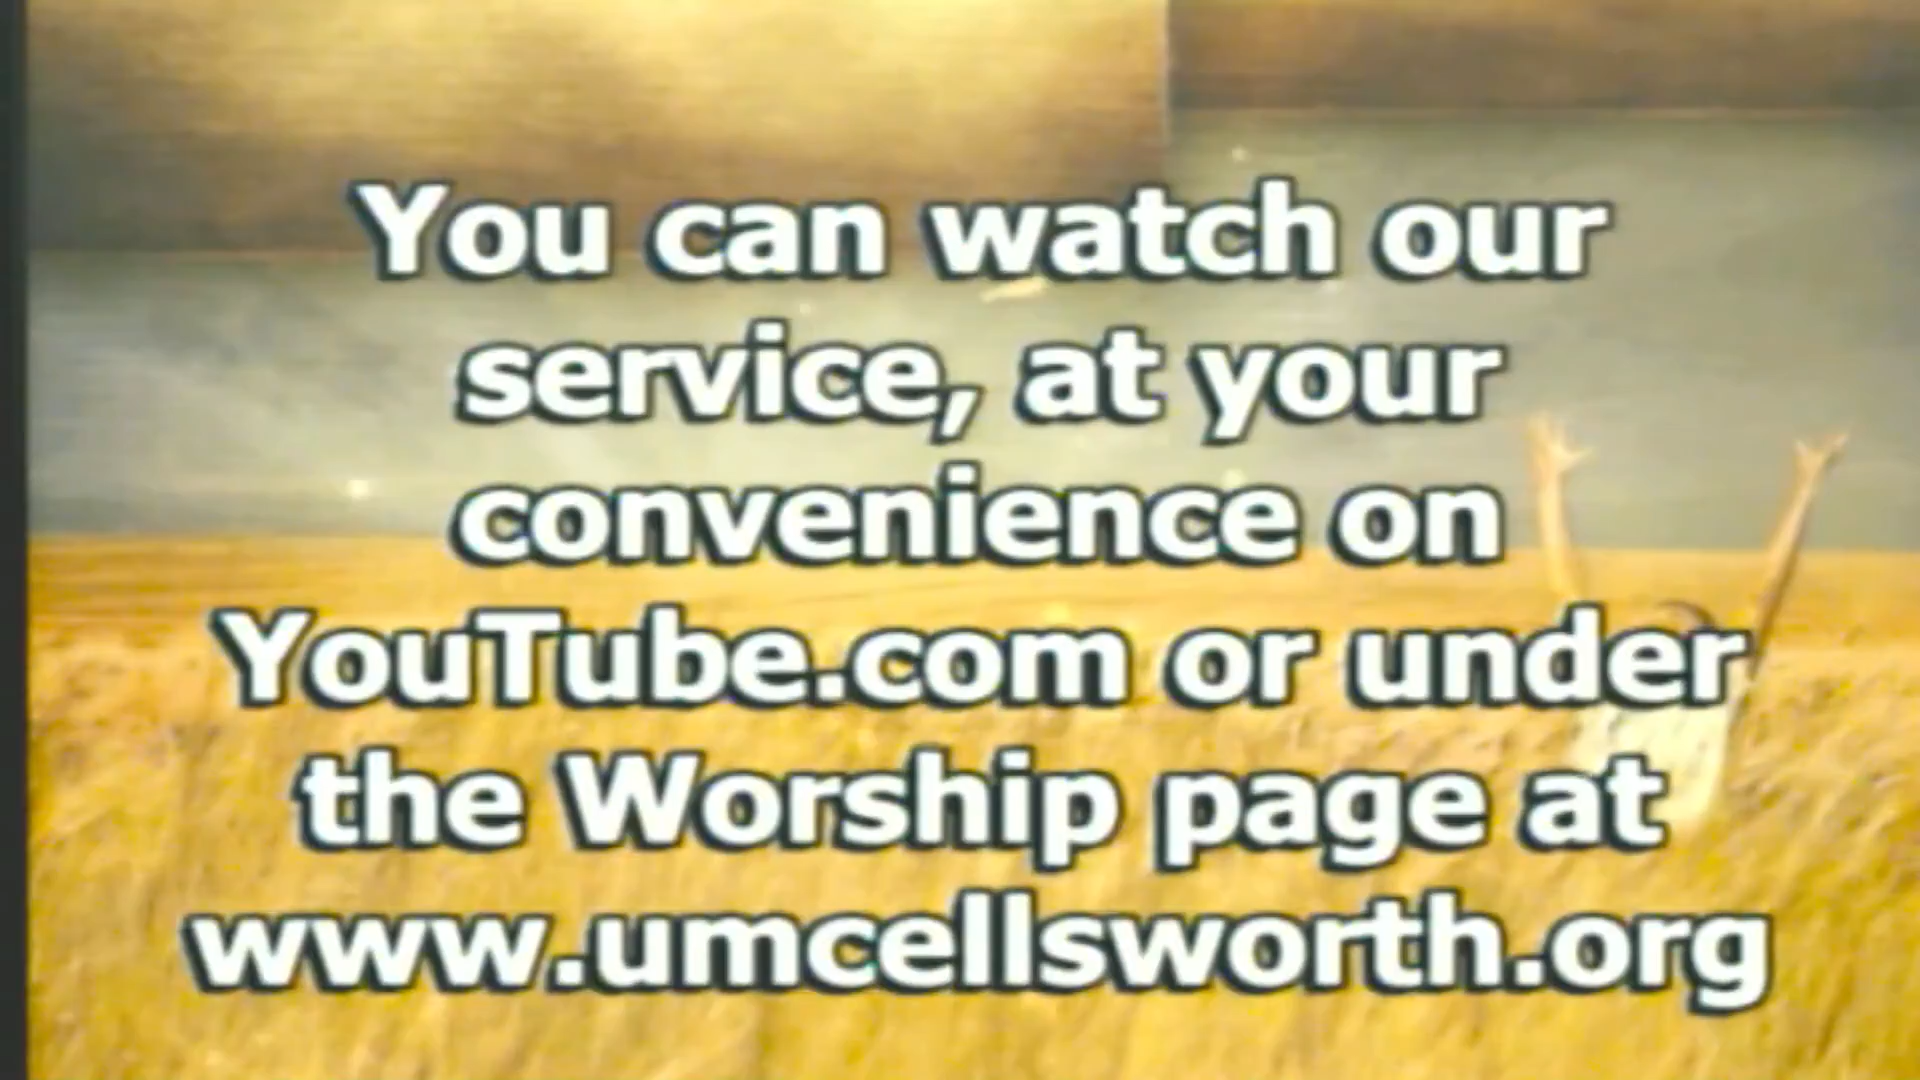 You can watch our
service, at your
convenience on
YouTube.com or under
the Worship page at
www.umcellsworth.org